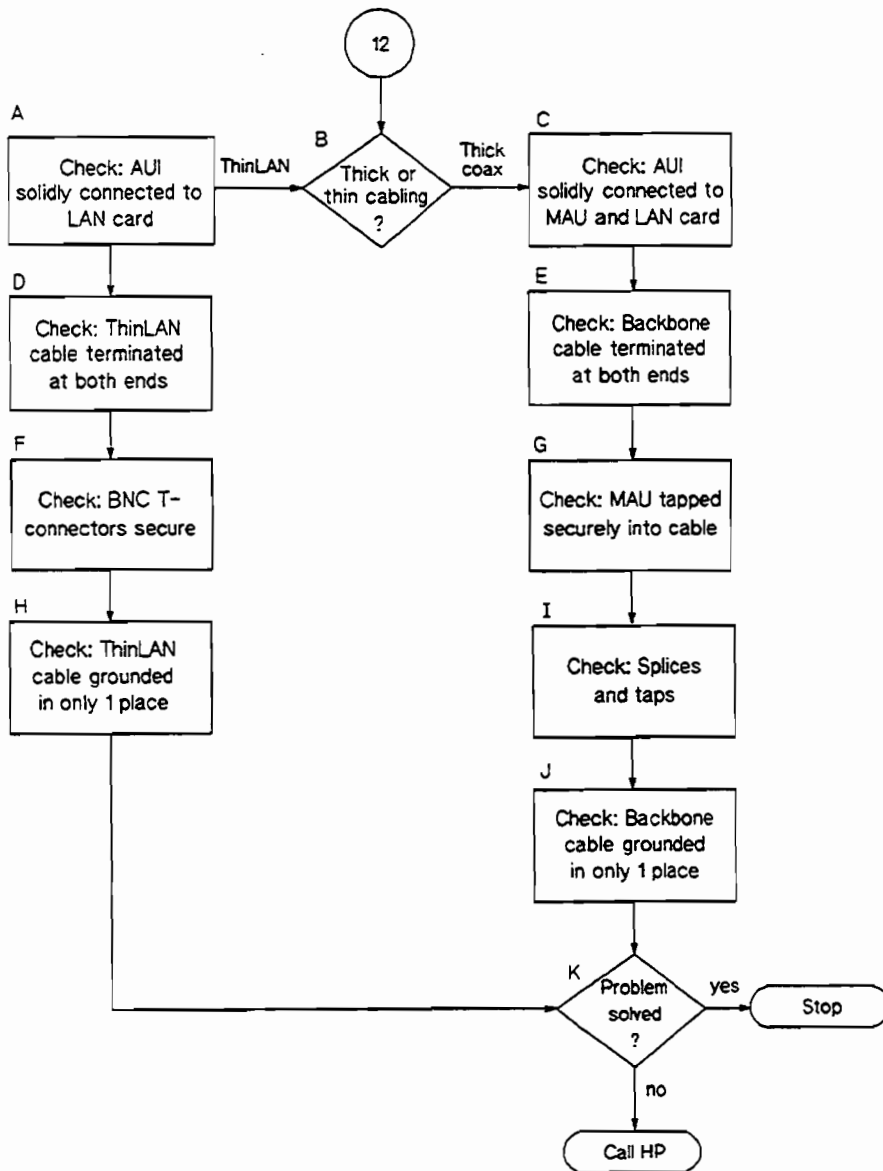 12
A
Check: AUI
solidly connected to
LAN card
ThinLAN
B
Thick or
thin cabling
?
Thick
coax
C
Check: AUI
solidly connected to
MAU and LAN card
D
Check: ThinLAN
cable terminated
at both ends
E
Check: Backbone
cable terminated
at both ends
F
Check: BNC T-
connectors secure
G
Check: MAU tapped
securely into cable
H
Check: ThinLAN
cable grounded
in only 1 place
I
Check: Splices
and taps
J
Check: Backbone
cable grounded
in only 1 place
K
Problem
solved
?
yes
Stop
no
Call HP